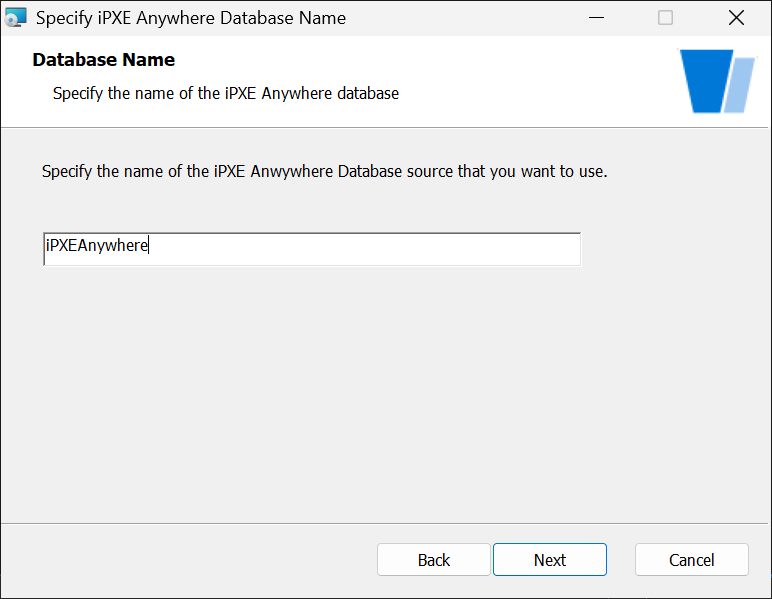 Specify iPXE Anywhere Database Name
Database Name
Specify the name of the iPXE Anywhere database
Specify the name of the iPXE Anwywhere Database source that you want to use.
iPXEAnywhere
Back
Next
Cancel